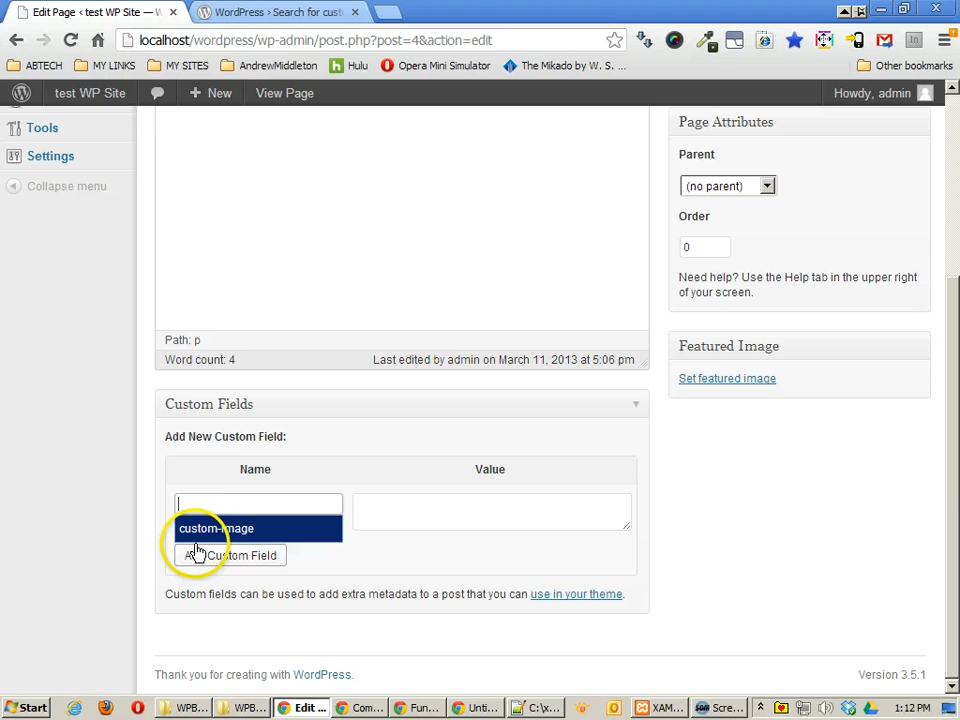 Edit Page < test WP Site — W
WordPress › Search for cust
localhost/wordpress/wp-admin/post.php?post=4&action=edit
ABTECH MY LINKS MY SITES AndrewMiddleton Hulu Opera Mini Simulator The Mikado by W. S. ... Other bookmarks
test WP Site + New View Page Howdy, admin
Tools
Settings
Collapse menu
Page Attributes
Parent
(no parent)
Order
0
Need help? Use the Help tab in the upper right
of your screen.
Path: p
Word count: 4 Last edited by admin on March 11, 2013 at 5:06 pm
Featured Image
Set featured image
Custom Fields
Add New Custom Field:
Name Value
custom-image
Custom Field
Custom fields can be used to add extra metadata to a post that you can use in your theme.
Thank you for creating with WordPress. Version 3.5.1
Start WPB... WPB... Edit ... Com... Fun... Unti... C:\x... XAM... Scre... 1:12 PM